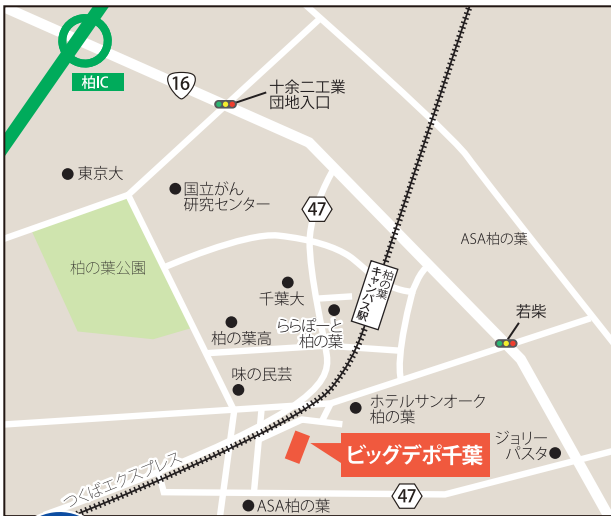 柏IC
16
十余二工業
団地入口
東京大
国立がん
研究センター
47
柏の葉公園
ASA柏の葉
柏の葉
キャンパス駅
千葉大
柏の葉高
ららぽーと
柏の葉
若柴
味の民芸
ホテルサンオーク
柏の葉
ビッグデポ千葉
ジョリー
パスタ
つくばエクスプレス
47
ASA柏の葉